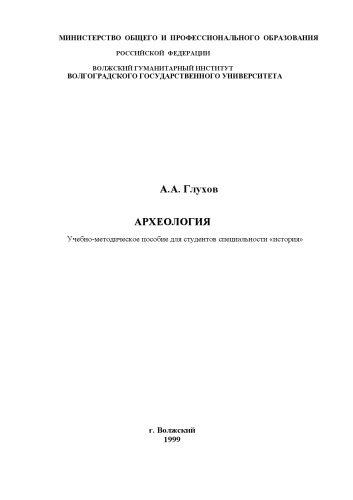 МИНИСТЕРСТВО ОБЩЕГО И ПРОФЕССИОНАЛЬНОГО ОБРАЗОВАНИЯ
РОССИЙСКОЙ ФЕДЕРАЦИИ
ВОЛЖСКИЙ ГУМАНИТАРНЫЙ ИНСТИТУТ
ВОЛГОГРАДСКОГО ГОСУДАРСТВЕННОГО УНИВЕРСИТЕТА
А.А. Глухов
АРХЕОЛОГИЯ
Учебно-методическое пособие для студентов специальности «история»
г. Волжский
1999